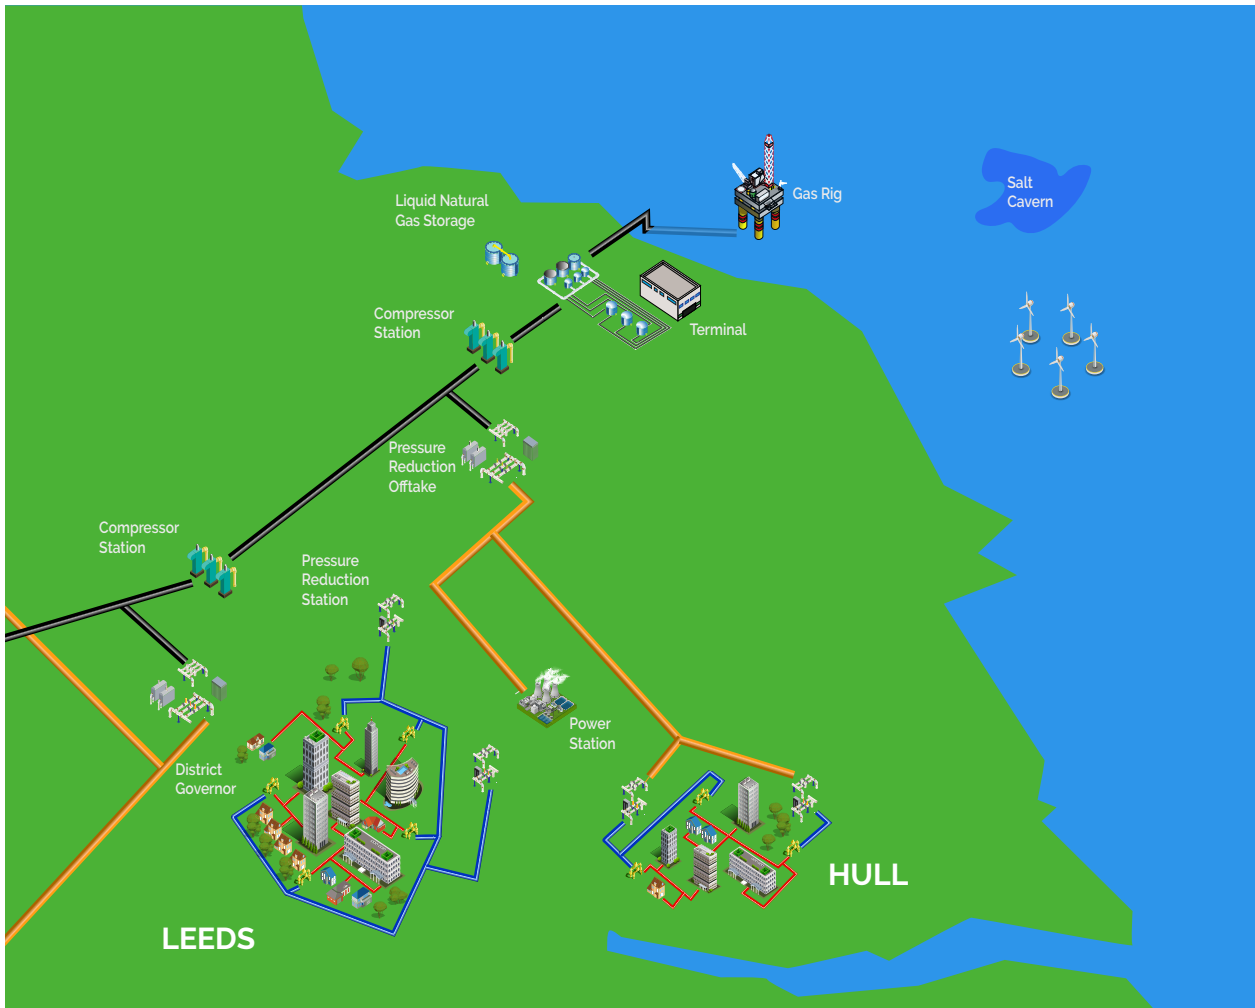 Salt
Cavern
Gas Rig
Liquid Natural
Gas Storage
Compressor
Station
Terminal
Pressure
Reduction
Offtake
Compressor
Station
Pressure
Reduction
Station
Power
Station
District
Governor
HULL
LEEDS